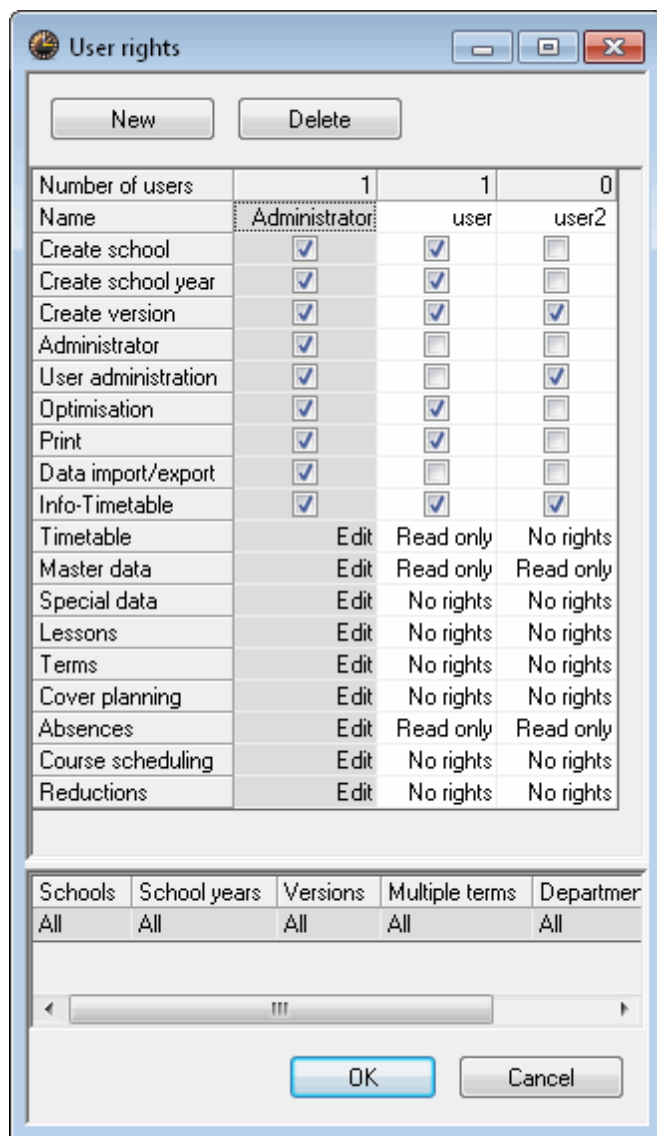 User rights
New Delete
Number of users 1 1 0
Name Administrator user user2
Create school
Create school year
Create version
Administrator
User administration
Optimisation
Print
Data import/export
Info-Timetable
Timetable Edit Read only No rights
Master data Edit Read only Read only
Special data Edit No rights No rights
Lessons Edit No rights No rights
Terms Edit No rights No rights
Cover planning Edit No rights No rights
Absences Edit Read only Read only
Course scheduling Edit No rights No rights
Reductions Edit No rights No rights
Schools School years Versions Multiple terms Departmen
All All All All All
OK Cancel